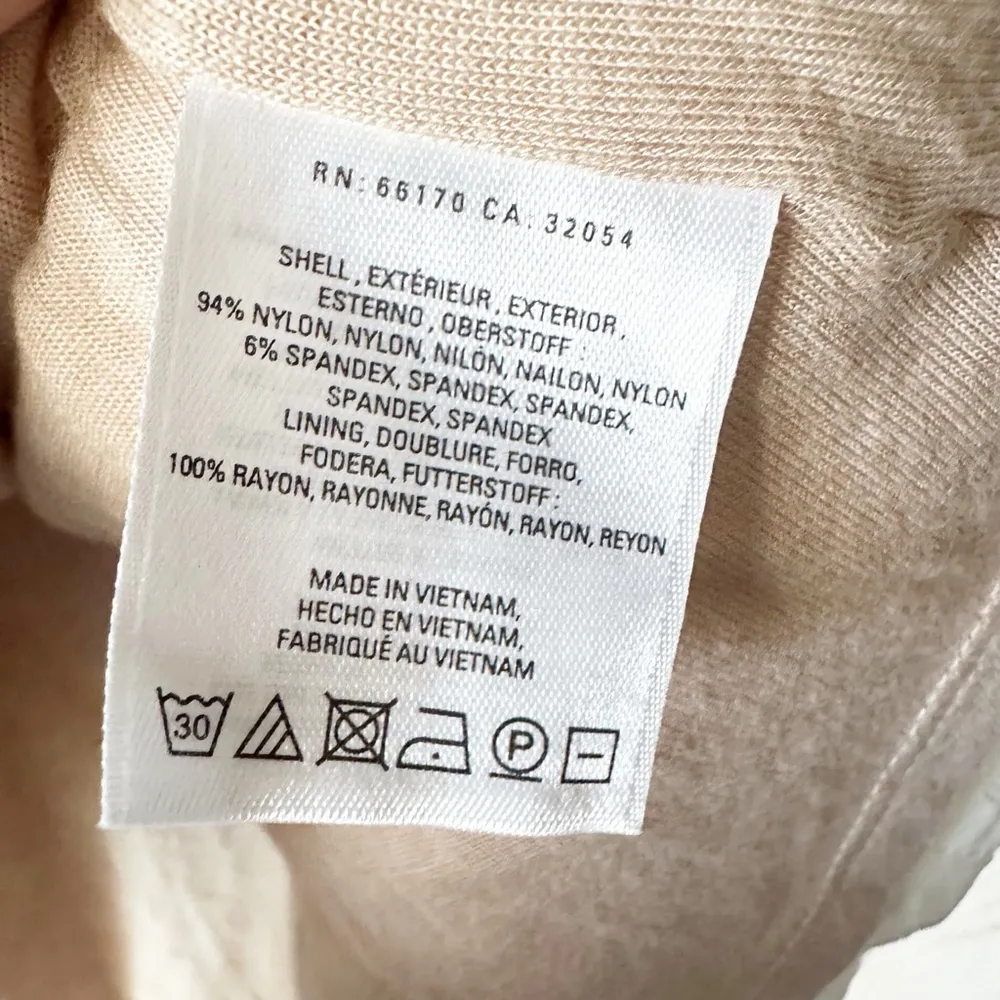 RN: 66170 CA: 32054
SHELL, EXTÉRIEUR, EXTERIOR,
ESTERNO, OBERSTOFF :
94% NYLON, NYLON, NILÓN, NAILON, NYLON
6% SPANDEX, SPANDEX, SPANDEX,
SPANDEX, SPANDEX
LINING, DOUBLURE, FORRO,
FODERA, FUTTERSTOFF :
100% RAYON, RAYONNE, RAYÓN, RAYON, REYON
MADE IN VIETNAM,
HECHO EN VIETNAM,
FABRIQUÉ AU VIETNAM
30 P